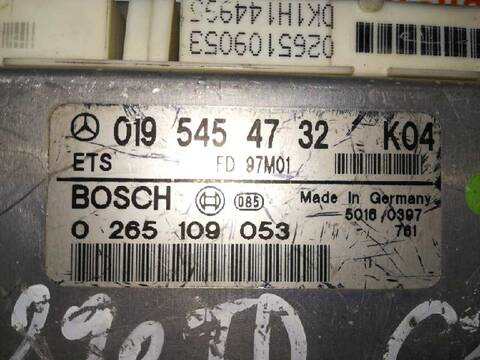 0265109053
019 545 47 32 K04
ETS FD 97M01
BOSCH 085 Made In Germany
5016/0397
0 265 109 053 761